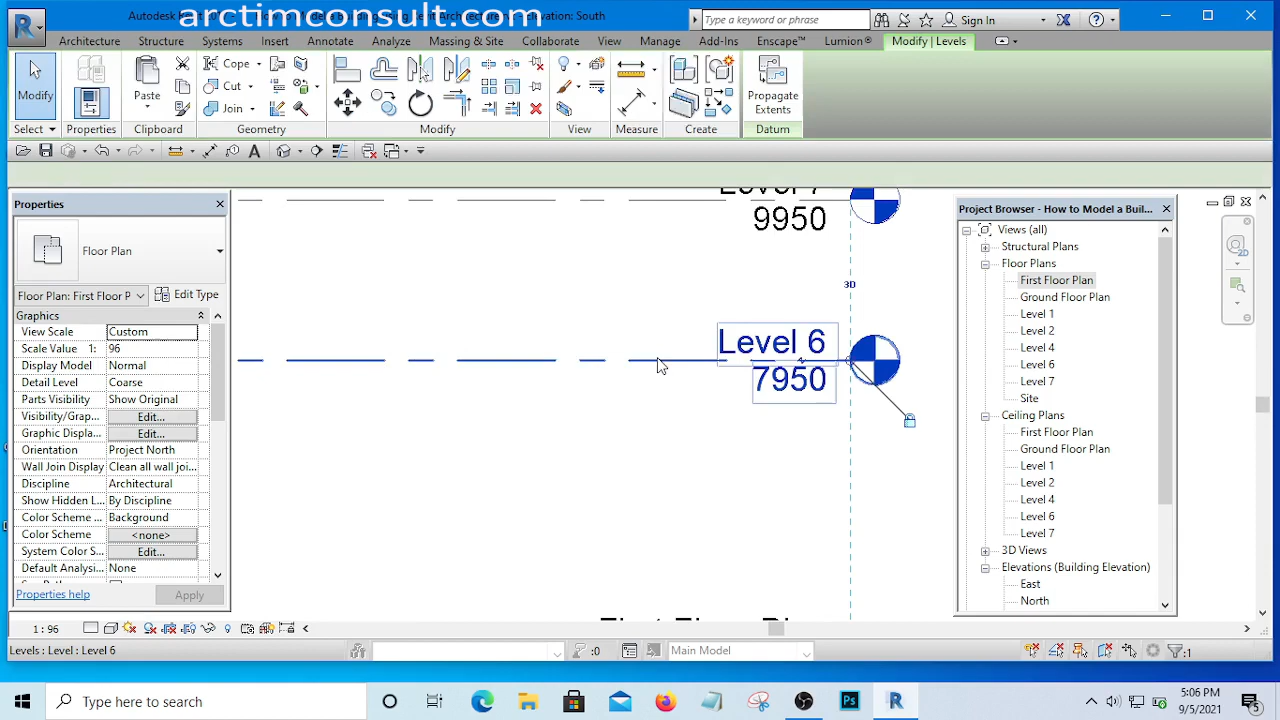 arctimconsult.com
Elevation: South
Type a keyword or phrase
Sign In
Architecture Structure Systems Insert Annotate Analyze Massing & Site Collaborate View Manage Add-Ins Enscape™ Lumion® Modify | Levels
Modify Paste Cope Cut Join Propagate Extents
Select Properties Clipboard Geometry Modify View Measure Create Datum
Properties
Floor Plan
Floor Plan: First Floor P Edit Type
Graphics
View Scale Custom
Scale Value 1: 96
Display Model Normal
Detail Level Coarse
Parts Visibility Show Original
Visibility/Grap... Edit...
Graphic Displa... Edit...
Orientation Project North
Wall Join Display Clean all wall joi...
Discipline Architectural
Show Hidden L... By Discipline
Color Scheme ... Background
Color Scheme <none>
System Color S... Edit...
Default Analysi... None
Properties help Apply
Level 7
9950
3D
Level 6
7950
Project Browser - How to Model a Buil...
Views (all)
Structural Plans
Floor Plans
First Floor Plan
Ground Floor Plan
Level 1
Level 2
Level 4
Level 6
Level 7
Site
Ceiling Plans
First Floor Plan
Ground Floor Plan
Level 1
Level 2
Level 4
Level 6
Level 7
3D Views
Elevations (Building Elevation)
East
North
2D
1 : 96
Levels : Level : Level 6
:0
Main Model
:1
Type here to search
Ps
R
5:06 PM
9/5/2021
5